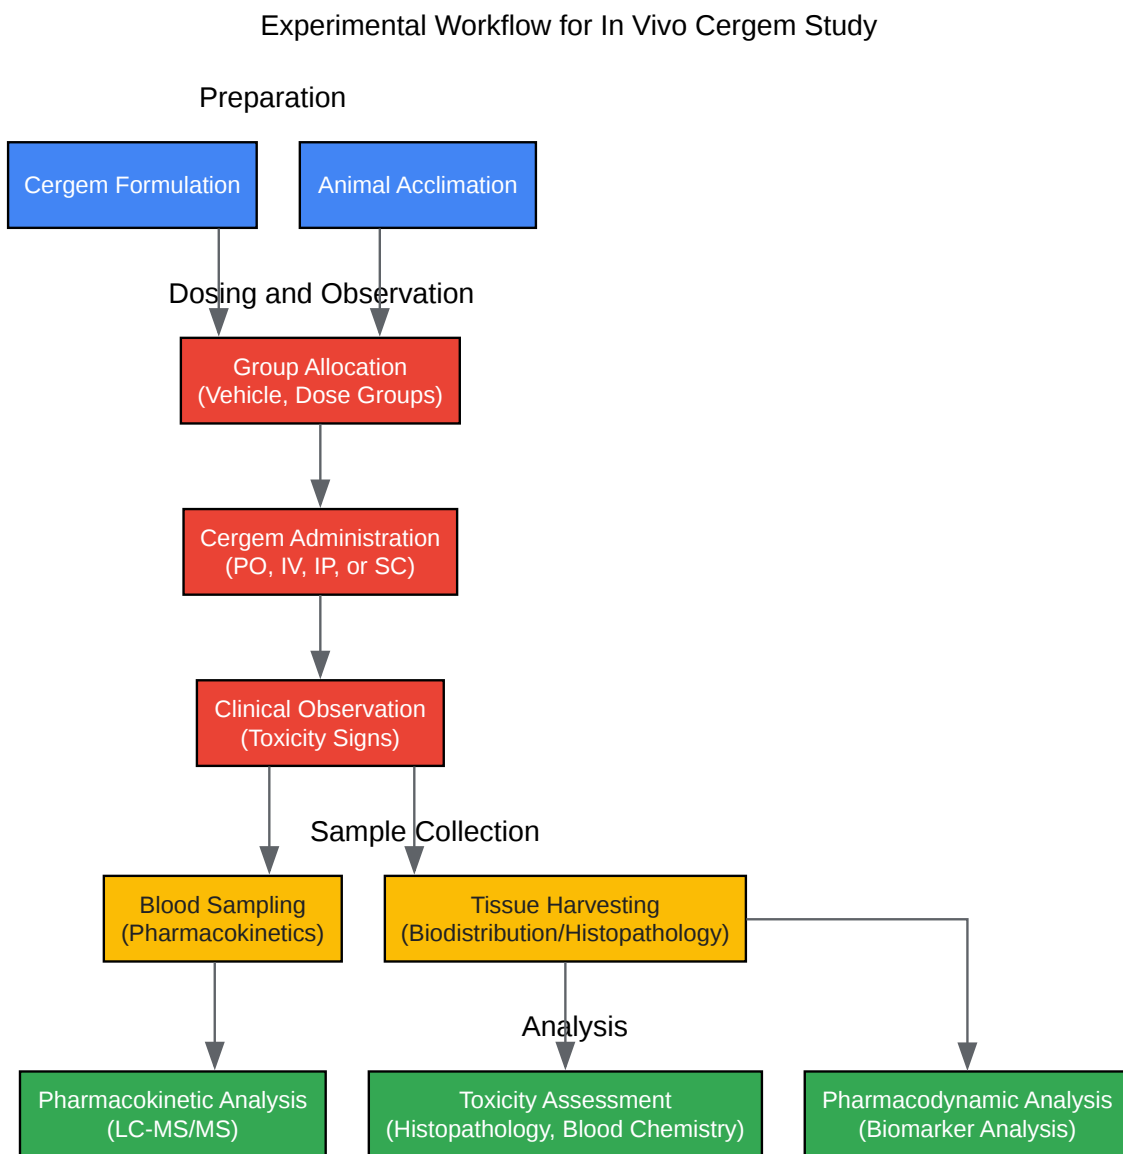 Experimental Workflow for In Vivo Cergem Study
Preparation
Cergem Formulation
Animal Acclimation
Dosing and Observation
Group Allocation
(Vehicle, Dose Groups)
Cergem Administration
(PO, IV, IP, or SC)
Clinical Observation
(Toxicity Signs)
Sample Collection
Blood Sampling
(Pharmacokinetics)
Tissue Harvesting
(Biodistribution/Histopathology)
Analysis
Pharmacokinetic Analysis
(LC-MS/MS)
Toxicity Assessment
(Histopathology, Blood Chemistry)
Pharmacodynamic Analysis
(Biomarker Analysis)